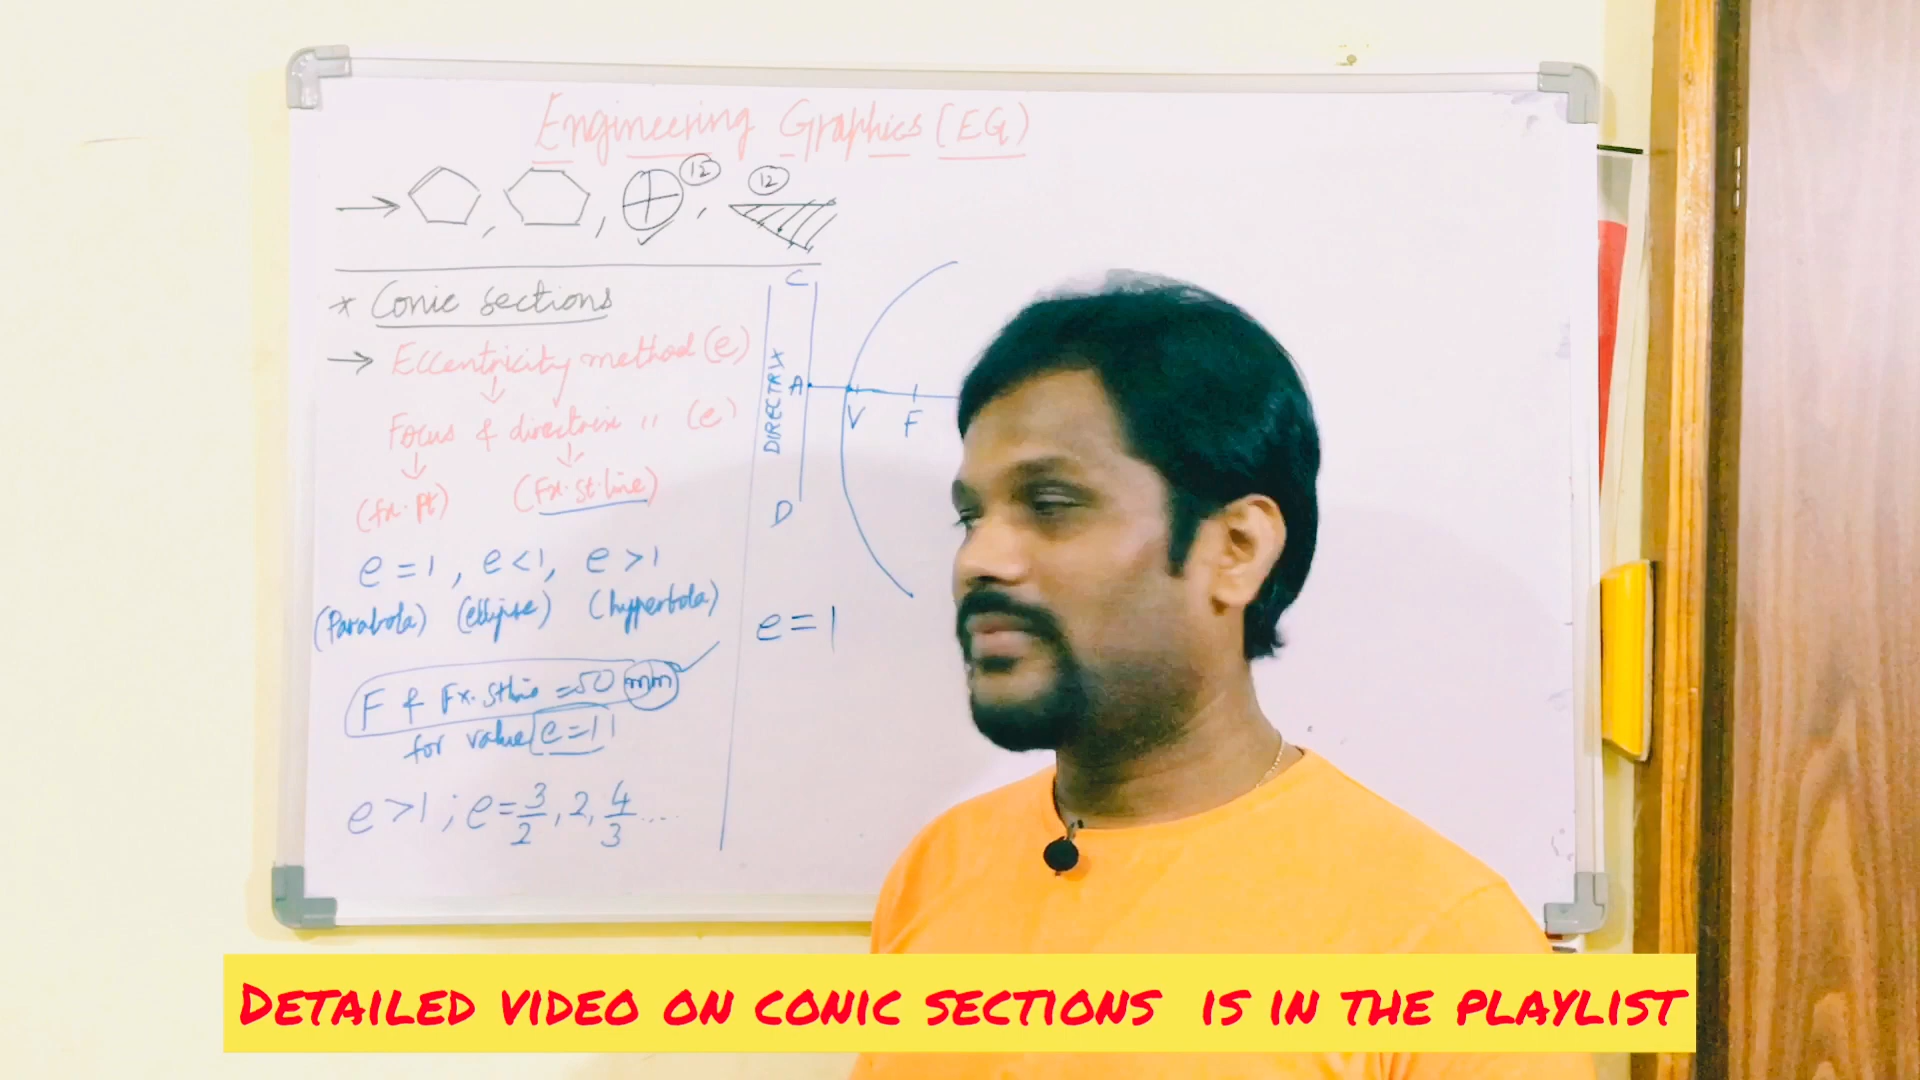 Engineering Graphics (EG)
12
12
* Conic sections
→ Eccentricity method (e)
Focus & directrix '' (e)
(fx. pt) (Fx. st. line)
e = 1, e < 1, e > 1
(Parabola) (ellipse) (hyperbola)
F & Fx. st line = 50 mm
for value e = 1
e > 1 ; e = 3/2, 2, 4/3 ....
C
DIRECTRIX
A
V F
D
e = 1
DETAILED VIDEO ON CONIC SECTIONS IS IN THE PLAYLIST